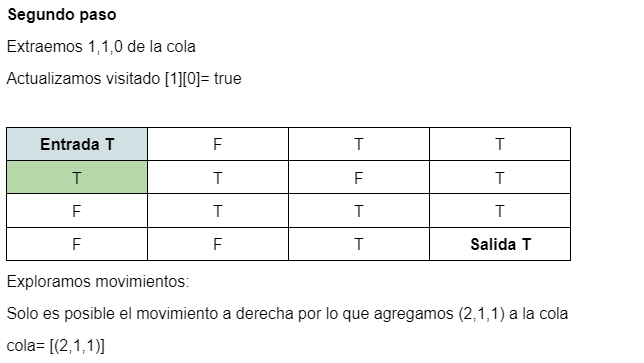 Segundo paso
Extraemos 1,1,0 de la cola
Actualizamos visitado [1][0]= true
Entrada T F T T
T T F T
F T T T
F F T Salida T
Exploramos movimientos:
Solo es posible el movimiento a derecha por lo que agregamos (2,1,1) a la cola
cola= [(2,1,1)]